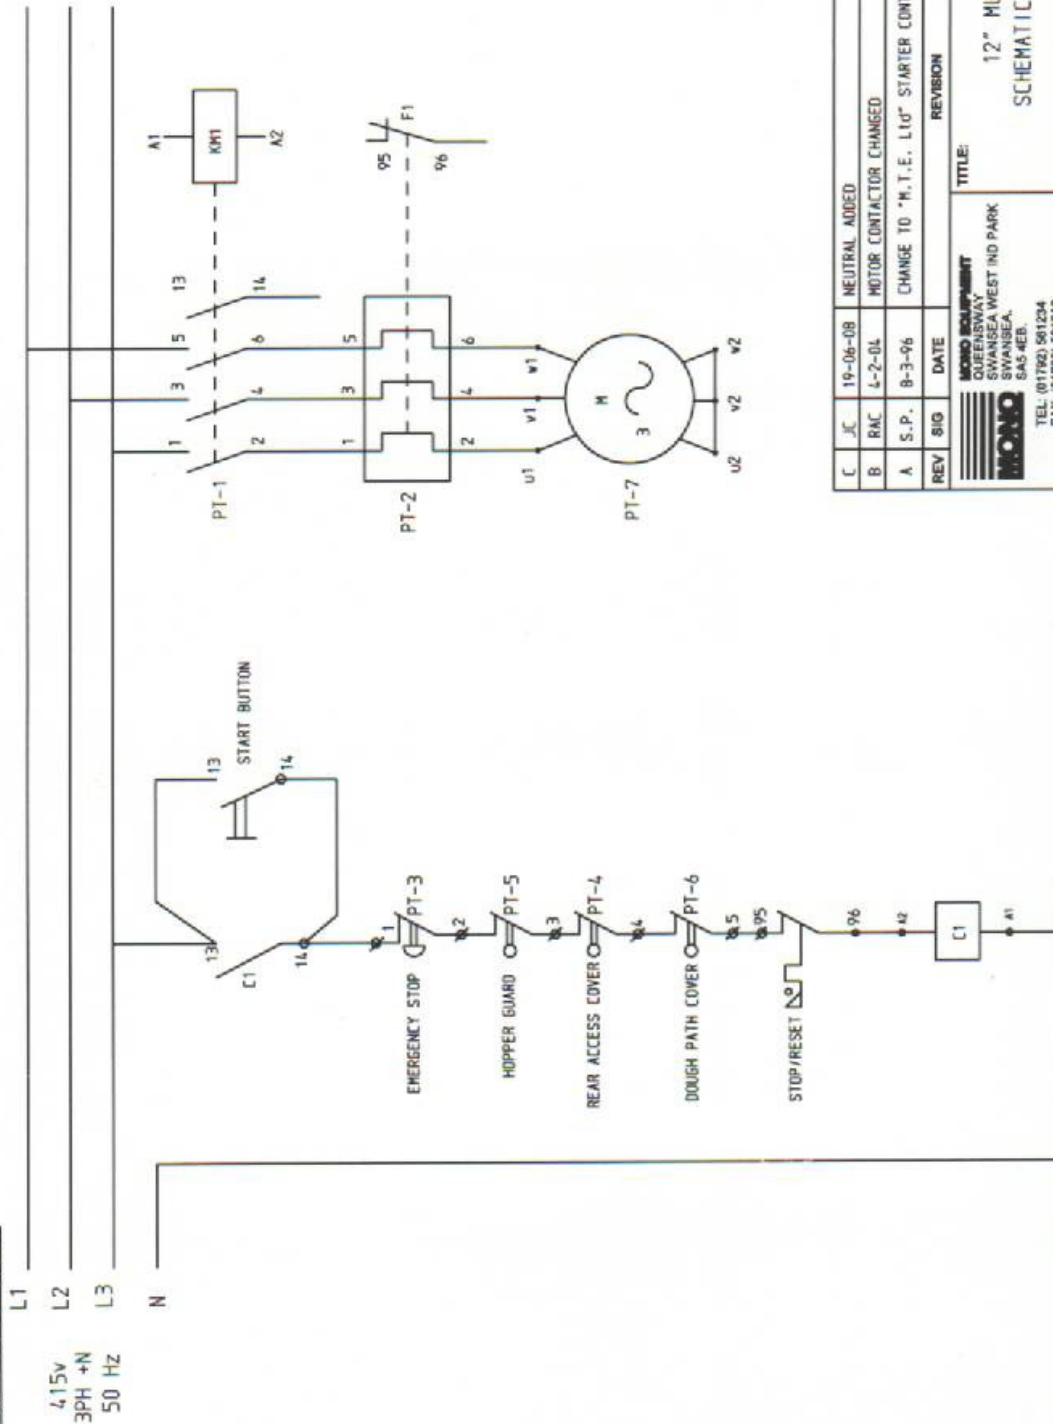 L1
L2
L3
N
415v
3PH +N
50 Hz
13
C1
14
13
START BUTTON
14
1
EMERGENCY STOP
PT-3
2
HOPPER GUARD
PT-5
3
REAR ACCESS COVER
PT-4
4
DOUGH PATH COVER
PT-6
5
95
STOP/RESET
96
A2
C1
A1
PT-1
1
3
5
13
2
4
6
14
A1
KM1
A2
PT-2
1
3
5
2
4
6
95
F1
96
u1
v1
w1
M
3
PT-7
u2
v2
w2
C
JC
19-06-08
NEUTRAL ADDED
B
RAC
4-2-04
MOTOR CONTACTOR CHANGED
A
S.P.
8-3-96
CHANGE TO "M.T.E. Ltd" STARTER CONT
REV
SIG
DATE
REVISION
MONO
MONO EQUIPMENT
QUEENSWAY
SWANSEA WEST IND PARK
SWANSEA.
SA5 4EB.
TEL: (01792) 561234
TITLE:
12" MU
SCHEMATIC